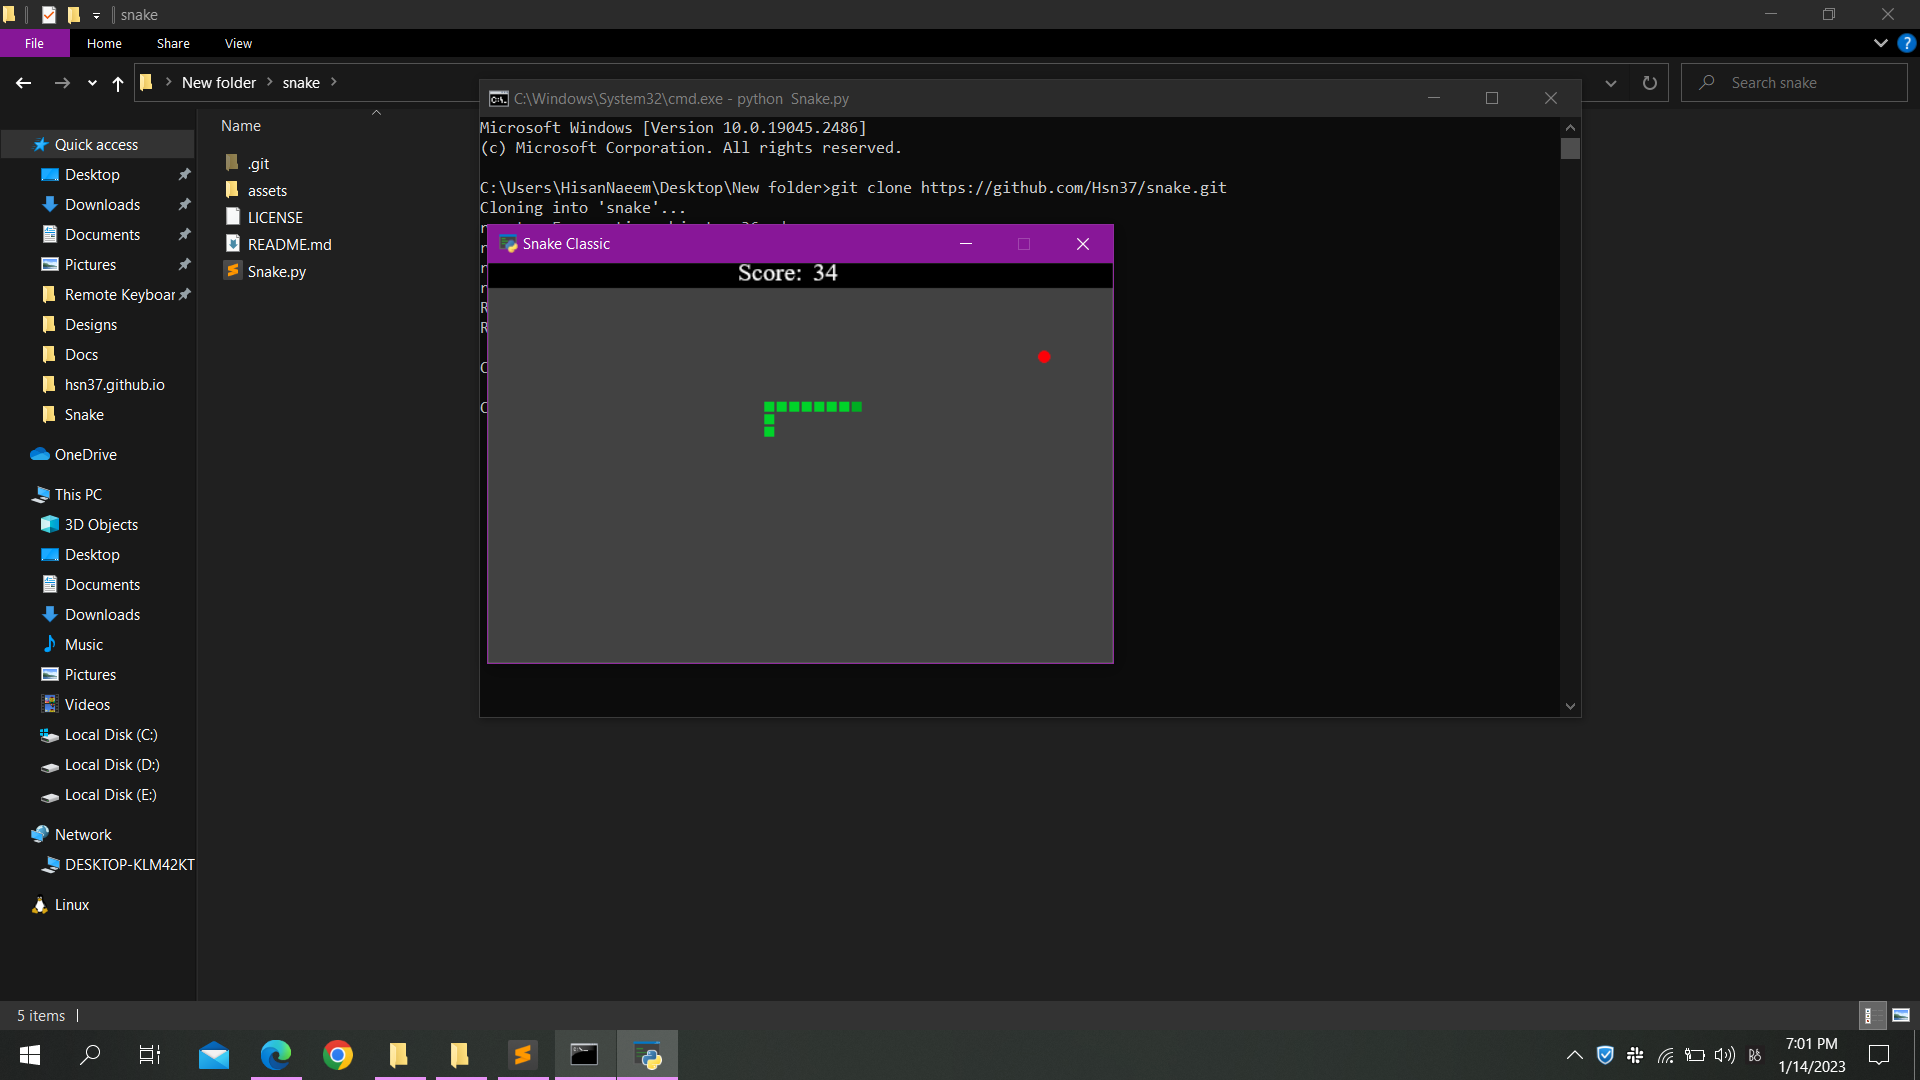 snake
File Home Share View
New folder snake
Search snake
C:\Windows\System32\cmd.exe - python  Snake.py
Name
Microsoft Windows [Version 10.0.19045.2486]
(c) Microsoft Corporation. All rights reserved.
C:\Users\HisanNaeem\Desktop\New folder>git clone https://github.com/Hsn37/snake.git
Cloning into 'snake'...
Snake Classic
Score: 34
.git
assets
LICENSE
README.md
Snake.py
Quick access
Desktop
Downloads
Documents
Pictures
Remote Keyboar
Designs
Docs
hsn37.github.io
Snake
OneDrive
This PC
3D Objects
Desktop
Documents
Downloads
Music
Pictures
Videos
Local Disk (C:)
Local Disk (D:)
Local Disk (E:)
Network
DESKTOP-KLM42KT
Linux
5 items
7:01 PM
1/14/2023